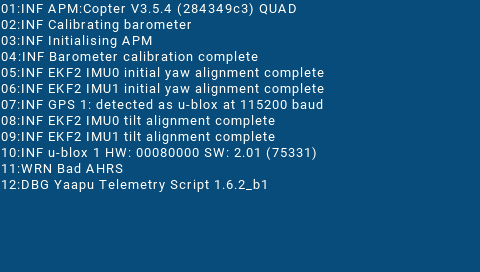 01:INF APM:Copter V3.5.4 (284349c3) QUAD
02:INF Calibrating barometer
03:INF Initialising APM
04:INF Barometer calibration complete
05:INF EKF2 IMU0 initial yaw alignment complete
06:INF EKF2 IMU1 initial yaw alignment complete
07:INF GPS 1: detected as u-blox at 115200 baud
08:INF EKF2 IMU0 tilt alignment complete
09:INF EKF2 IMU1 tilt alignment complete
10:INF u-blox 1 HW: 00080000 SW: 2.01 (75331)
11:WRN Bad AHRS
12:DBG Yaapu Telemetry Script 1.6.2_b1